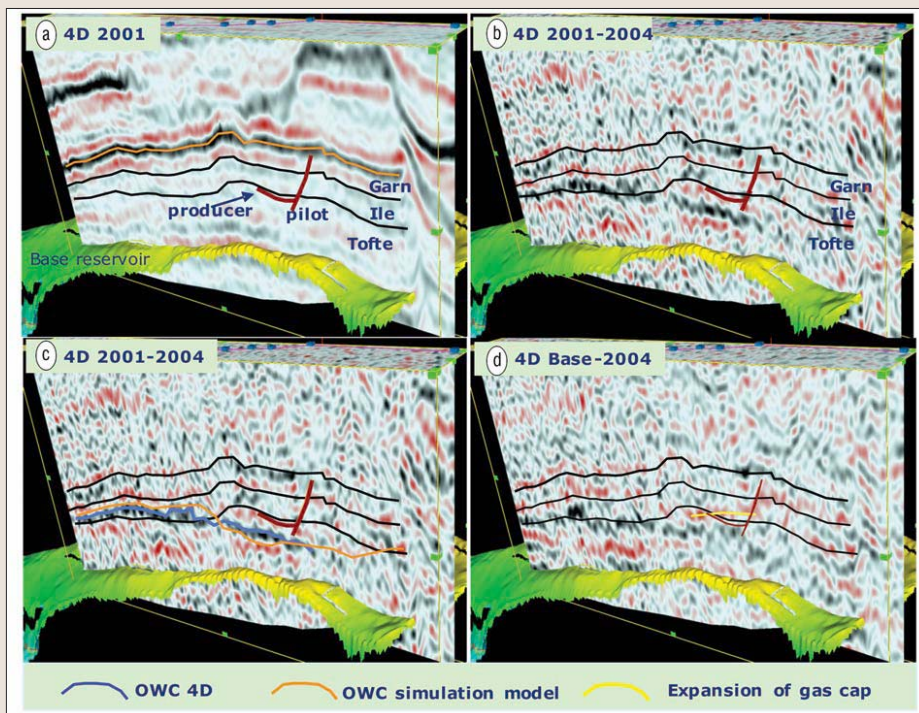 a 4D 2001
Garn
producer pilot Ile
Tofte
Base reservoir
b 4D 2001-2004
Garn
Ile
Tofte
c 4D 2001-2004
d 4D Base-2004
OWC 4D OWC simulation model Expansion of gas cap